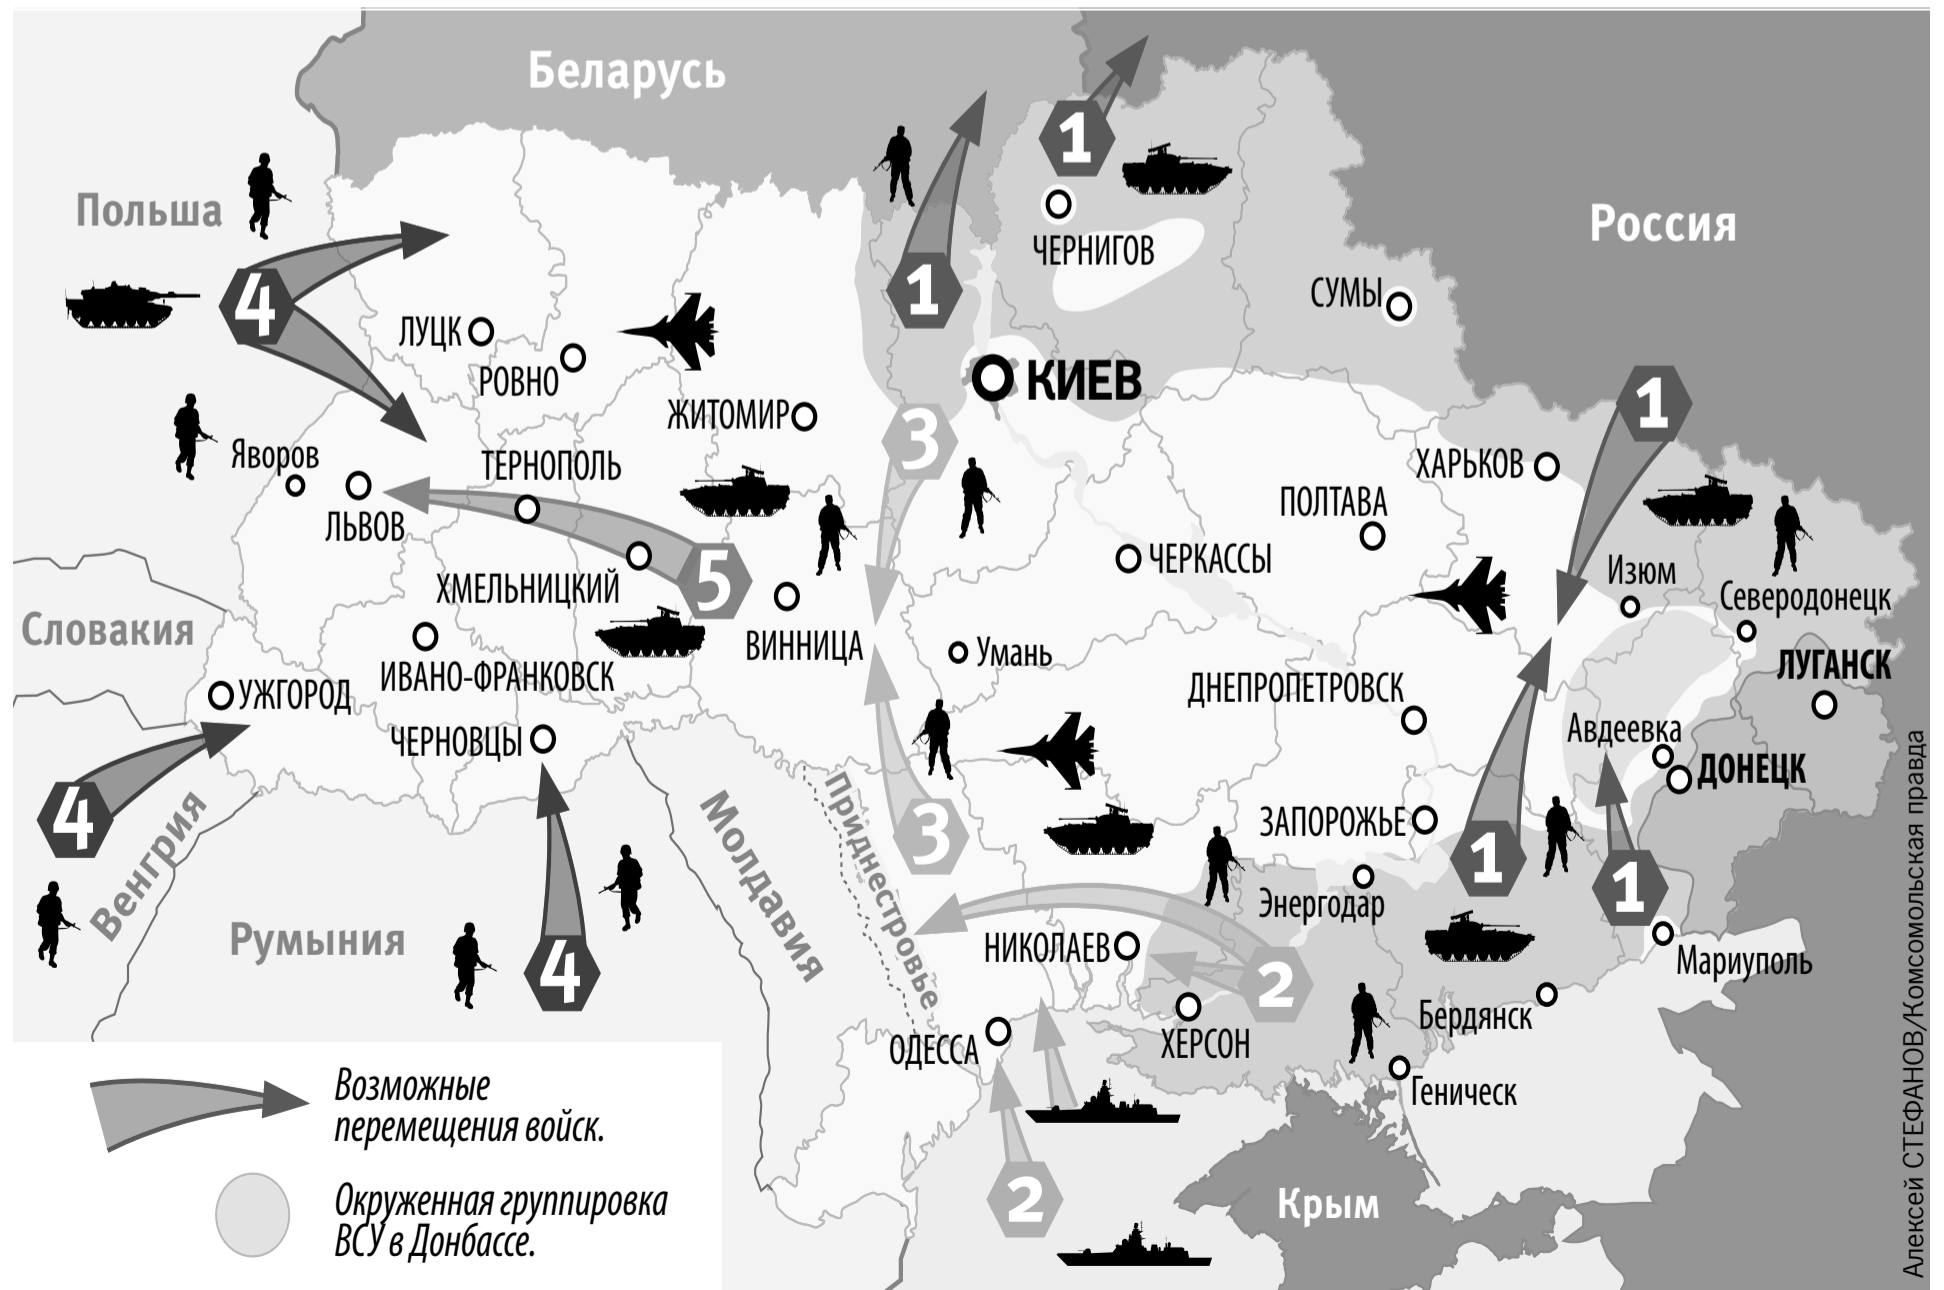 Беларусь
1
1
Польша
Россия
ЧЕРНИГОВ
СУМЫ
4
1
ЛУЦК
РОВНО
КИЕВ
ЖИТОМИР
3
1
Яворов
ТЕРНОПОЛЬ
ХАРЬКОВ
ЛЬВОВ
ПОЛТАВА
ХМЕЛЬНИЦКИЙ
5
ЧЕРКАССЫ
Изюм
Северодонецк
Словакия
ВИННИЦА
Умань
ЛУГАНСК
ИВАНО-ФРАНКОВСК
УЖГОРОД
ДНЕПРОПЕТРОВСК
ЧЕРНОВЦЫ
Авдеевка
ДОНЕЦК
4
Венгрия
Молдавия
Приднестровье
3
ЗАПОРОЖЬЕ
1
1
Энергодар
Румыния
4
НИКОЛАЕВ
2
Мариуполь
Бердянск
ОДЕССА
ХЕРСОН
Геническ
2
Крым
Возможные
перемещения войск.
Окруженная группировка
ВСУ в Донбассе.
Алексей СТЕФАНОВ/Комсомольская правда